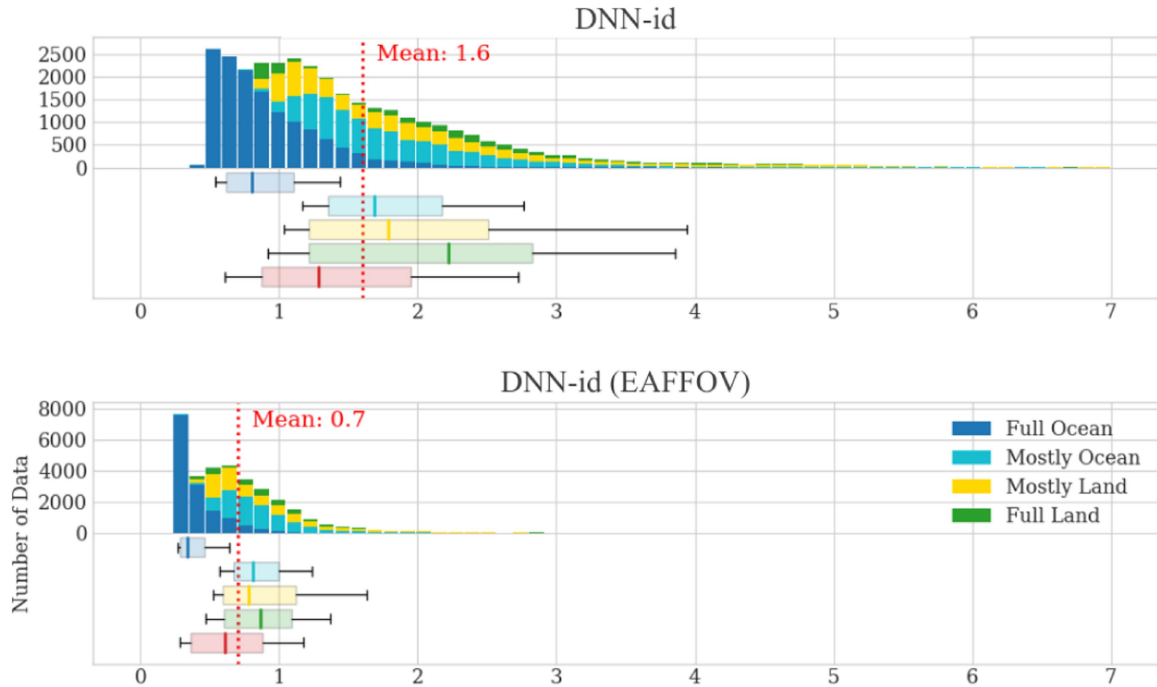 DNN-id
2500
2000
1500
1000
500
0
Mean: 1.6
0 1 2 3 4 5 6 7
DNN-id (EAFFOV)
Number of Data
8000
6000
4000
2000
0
Mean: 0.7
Full Ocean
Mostly Ocean
Mostly Land
Full Land
0 1 2 3 4 5 6 7